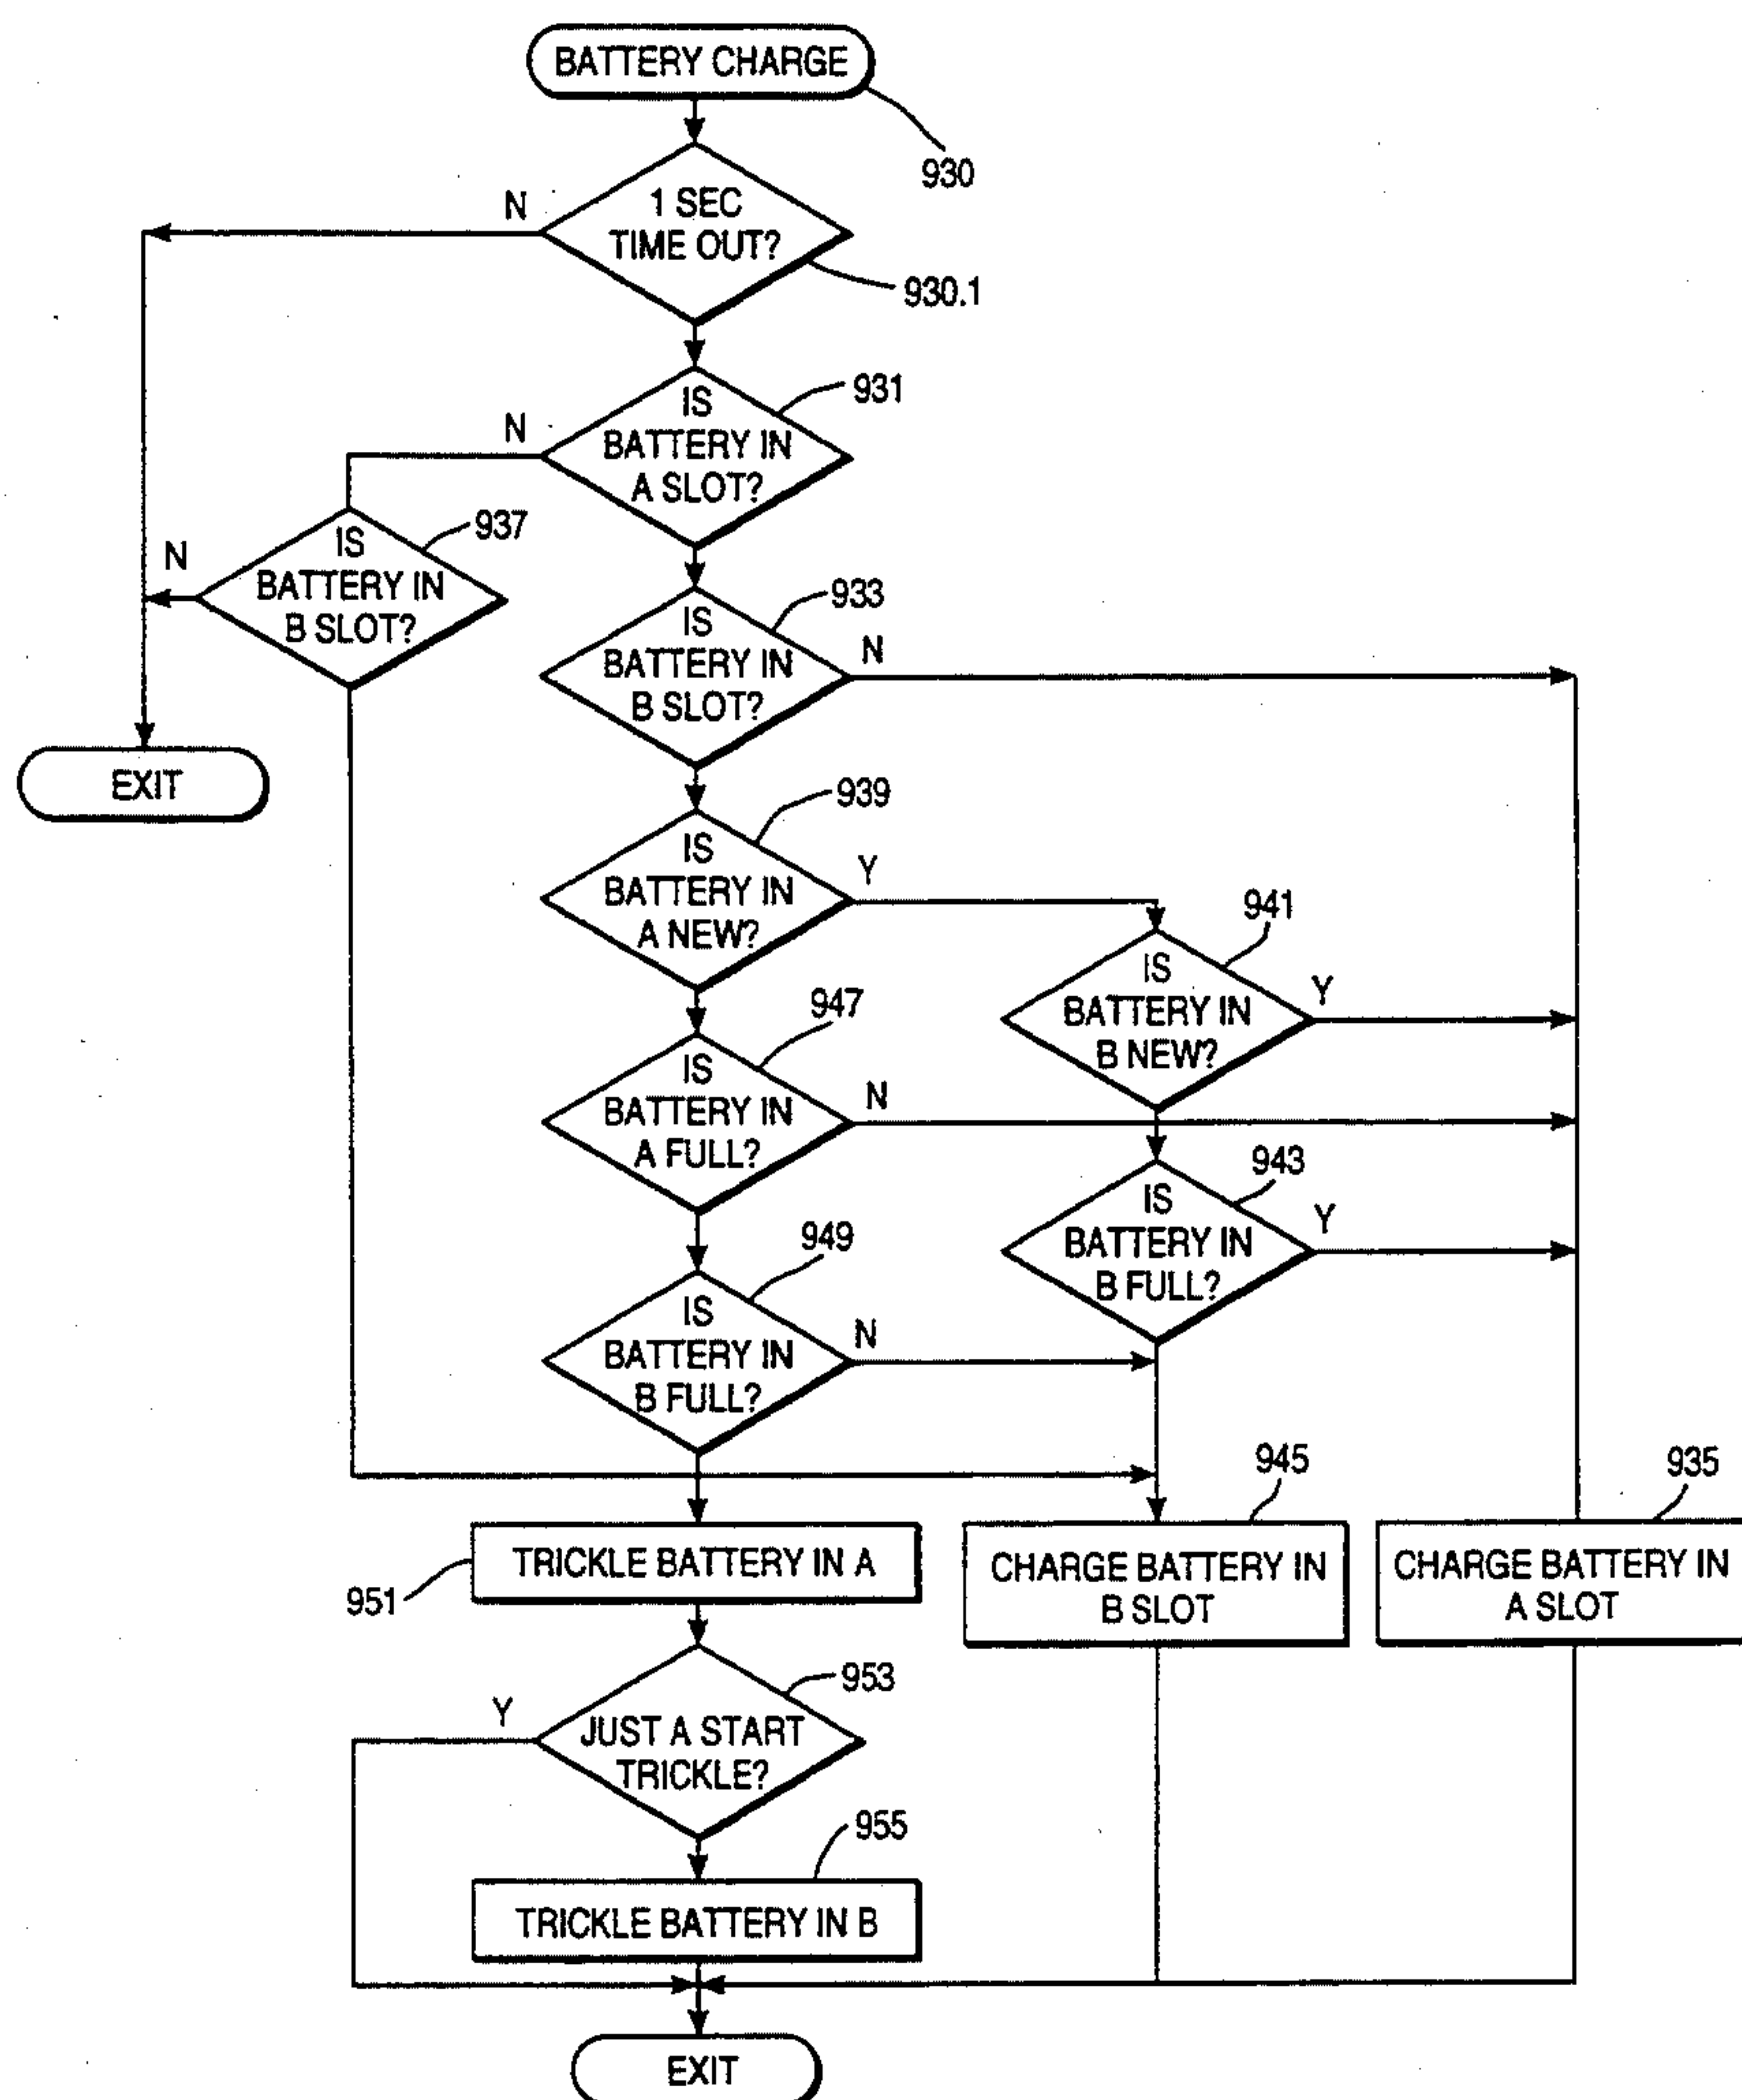 BATTERY CHARGE
930
1 SEC
TIME OUT?
N
930.1
IS
BATTERY IN
A SLOT?
931
N
IS
BATTERY IN
B SLOT?
937
N
IS
BATTERY IN
B SLOT?
933
N
EXIT
IS
BATTERY IN
A NEW?
939
Y
IS
BATTERY IN
B NEW?
941
Y
IS
BATTERY IN
A FULL?
947
N
IS
BATTERY IN
B FULL?
943
Y
IS
BATTERY IN
B FULL?
949
N
TRICKLE BATTERY IN A
951
CHARGE BATTERY IN
B SLOT
945
CHARGE BATTERY IN
A SLOT
935
JUST A START
TRICKLE?
953
Y
TRICKLE BATTERY IN B
955
EXIT